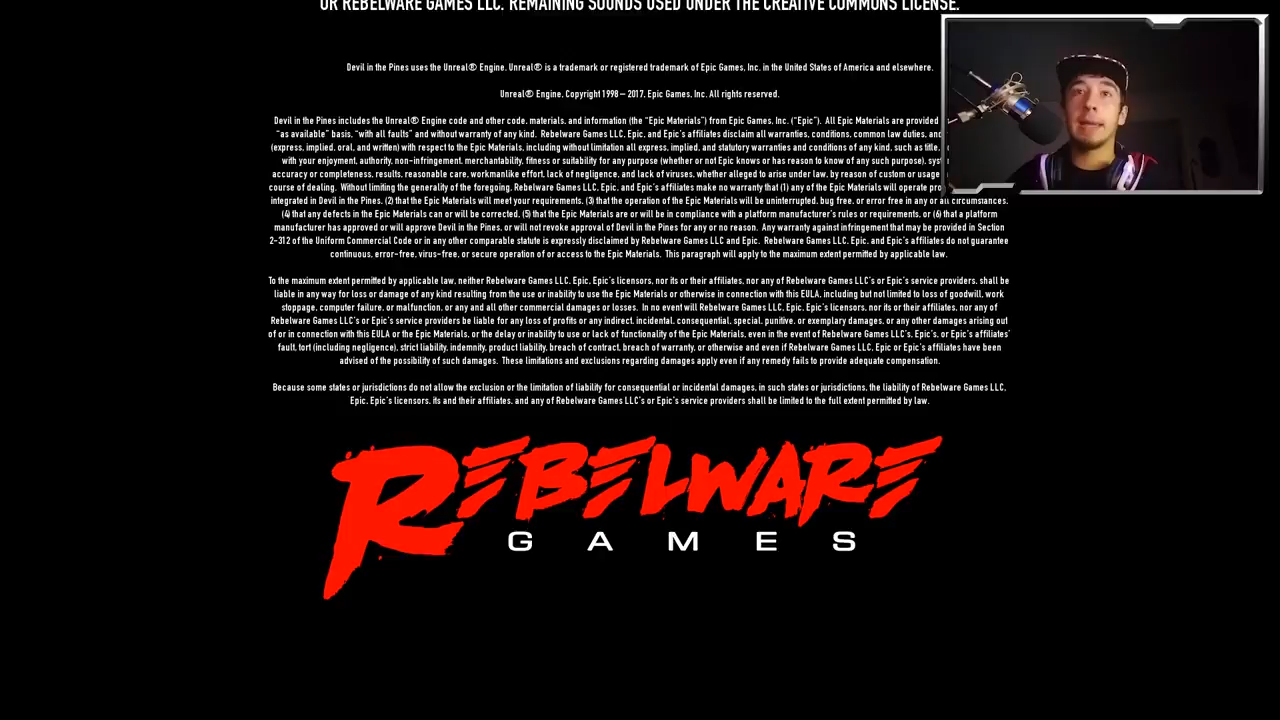 OR REBELWARE GAMES LLC. REMAINING SOUNDS USED UNDER THE CREATIVE COMMONS LICENSE.
Devil in the Pines uses the Unreal® Engine. Unreal® is a trademark or registered trademark of Epic Games, Inc. in the United States of America and elsewhere.
Unreal® Engine. Copyright 1998 – 2017. Epic Games, Inc. All rights reserved.
Devil in the Pines includes the Unreal® Engine code and other code, materials, and information (the “Epic Materials”) from Epic Games, Inc. (“Epic”).  All Epic Materials are provided
“as available” basis, “with all faults” and without warranty of any kind.  Rebelware Games LLC, Epic, and Epic’s affiliates disclaim all warranties, conditions, common law duties, and
(express, implied, oral, and written) with respect to the Epic Materials, including without limitation all express, implied, and statutory warranties and conditions of any kind, such as title,
with your enjoyment, authority, non-infringement, merchantability, fitness or suitability for any purpose (whether or not Epic knows or has reason to know of any such purpose),
accuracy or completeness, results, reasonable care, workmanlike effort, lack of negligence, and lack of viruses, whether alleged to arise under law, by reason of custom or usage
course of dealing.  Without limiting the generality of the foregoing, Rebelware Games LLC, Epic, and Epic’s affiliates make no warranty that (1) any of the Epic Materials will operate
integrated in Devil in the Pines, (2) that the Epic Materials will meet your requirements, (3) that the operation of the Epic Materials will be uninterrupted, bug free, or error free in any or all circumstances,
(4) that any defects in the Epic Materials can or will be corrected, (5) that the Epic Materials are or will be in compliance with a platform manufacturer’s rules or requirements, or (6) that a platform
manufacturer has approved or will approve Devil in the Pines, or will not revoke approval of Devil in the Pines for any or no reason.  Any warranty against infringement that may be provided in Section
2-312 of the Uniform Commercial Code or in any other comparable statute is expressly disclaimed by Rebelware Games LLC and Epic.  Rebelware Games LLC, Epic, and Epic’s affiliates do not guarantee
continuous, error-free, virus-free, or secure operation of or access to the Epic Materials.  This paragraph will apply to the maximum extent permitted by applicable law.
To the maximum extent permitted by applicable law, neither Rebelware Games LLC, Epic, Epic’s licensors, nor its or their affiliates, nor any of Rebelware Games LLC’s or Epic’s service providers, shall be
liable in any way for loss or damage of any kind resulting from the use or inability to use the Epic Materials or otherwise in connection with this EULA, including but not limited to loss of goodwill, work
stoppage, computer failure, or malfunction, or any and all other commercial damages or losses.  In no event will Rebelware Games LLC, Epic, Epic’s licensors, nor its or their affiliates, nor any of
Rebelware Games LLC’s or Epic’s service providers be liable for any loss of profits or any indirect, incidental, consequential, special, punitive, or exemplary damages, or any other damages arising out
of or in connection with this EULA or the Epic Materials, or the delay or inability to use or lack of functionality of the Epic Materials, even in the event of Rebelware Games LLC’s, Epic’s, or Epic’s affiliates’
fault, tort (including negligence), strict liability, indemnity, product liability, breach of contract, breach of warranty, or otherwise and even if Rebelware Games LLC, Epic or Epic’s affiliates have been
advised of the possibility of such damages.  These limitations and exclusions regarding damages apply even if any remedy fails to provide adequate compensation.
Because some states or jurisdictions do not allow the exclusion or the limitation of liability for consequential or incidental damages, in such states or jurisdictions, the liability of Rebelware Games LLC,
Epic, Epic’s licensors, its and their affiliates, and any of Rebelware Games LLC’s or Epic’s service providers shall be limited to the full extent permitted by law.
REBELWARE
GAMES